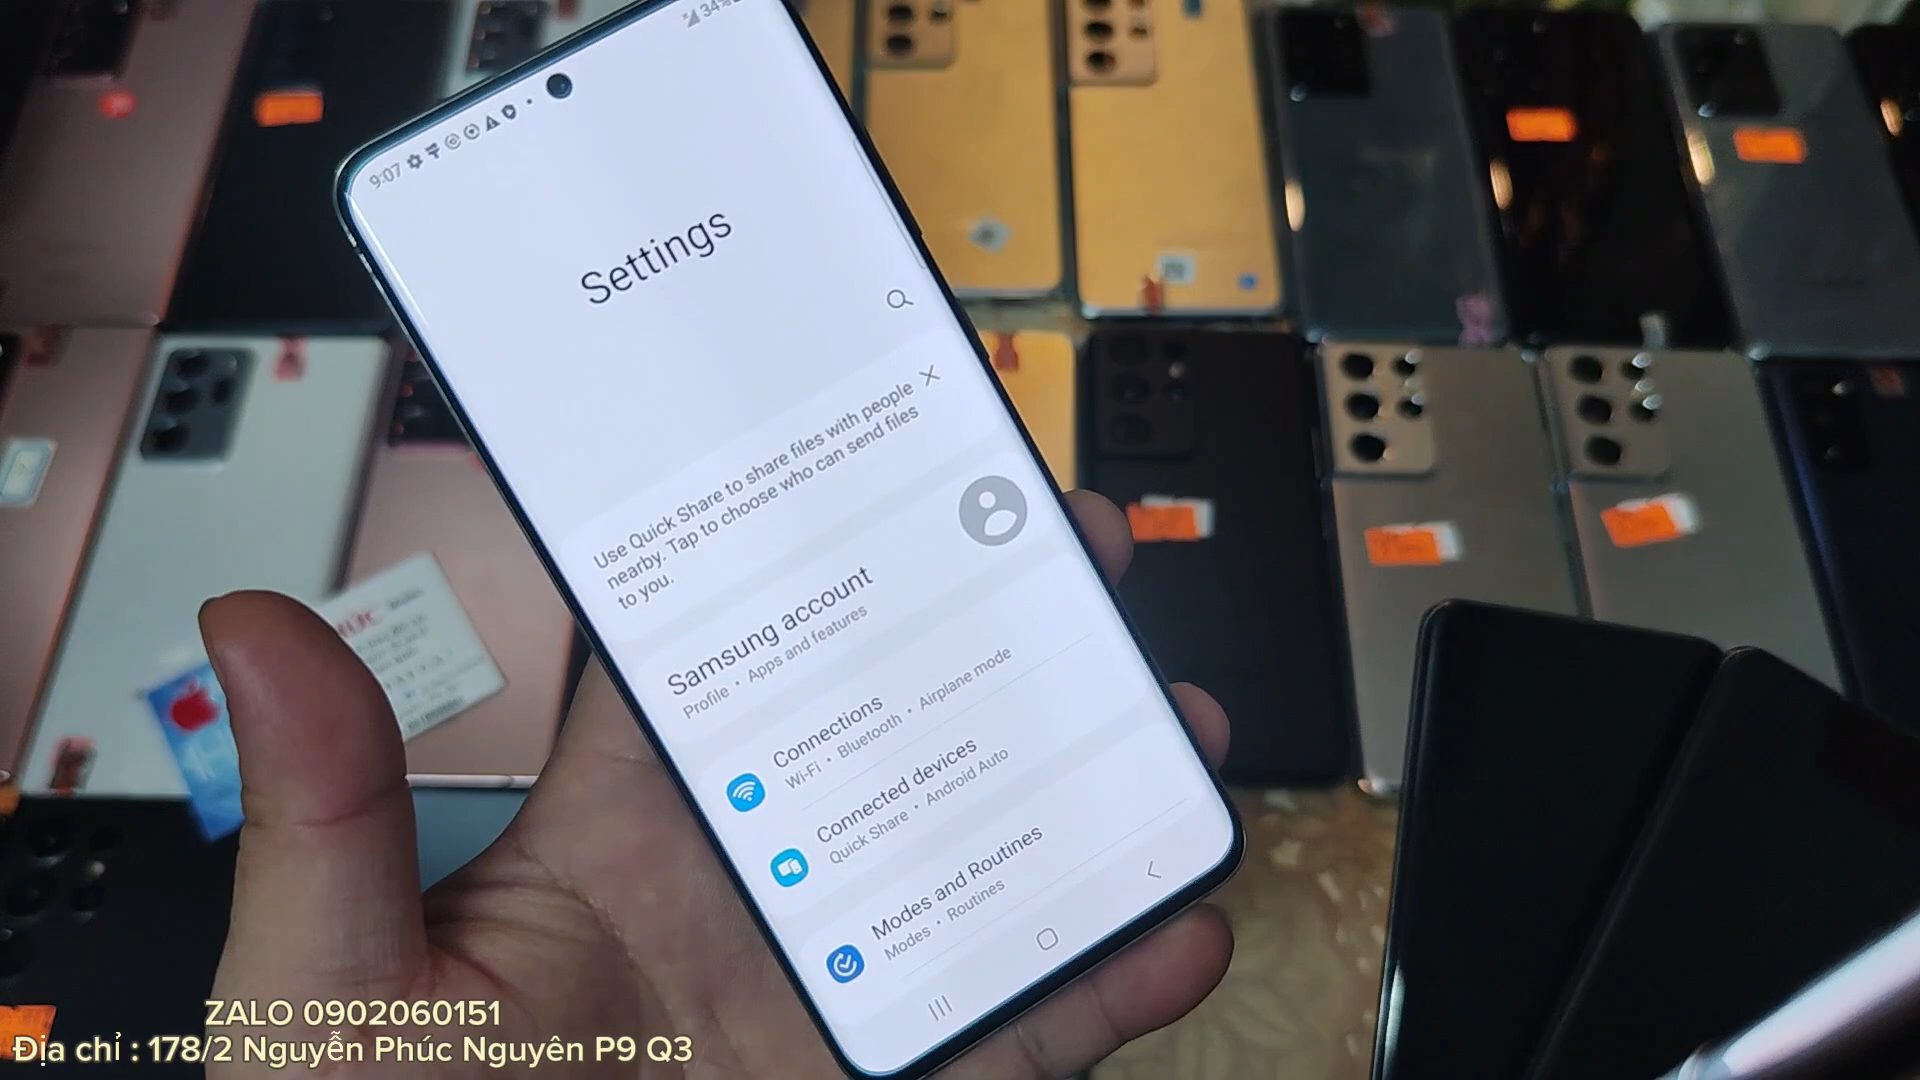 9:07
34%
Settings
Use Quick Share to share files with people
nearby. Tap to choose who can send files
to you.
Samsung account
Profile • Apps and features
Connections
Wi-Fi • Bluetooth • Airplane mode
Connected devices
Quick Share • Android Auto
Modes and Routines
Modes • Routines
ZALO 0902060151
Địa chỉ : 178/2 Nguyễn Phúc Nguyên P9 Q3